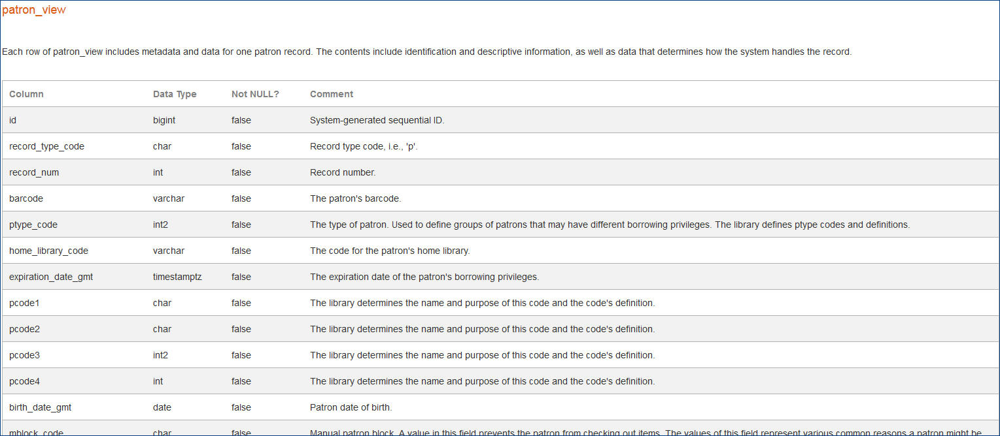 patron_view
Each row of patron_view includes metadata and data for one patron record. The contents include identification and descriptive information, as well as data that determines how the system handles the record.
Column Data Type Not NULL? Comment
id bigint false System-generated sequential ID.
record_type_code char false Record type code, i.e., 'p'.
record_num int false Record number.
barcode varchar false The patron's barcode.
ptype_code int2 false The type of patron. Used to define groups of patrons that may have different borrowing privileges. The library defines ptype codes and definitions.
home_library_code varchar false The code for the patron's home library.
expiration_date_gmt timestamptz false The expiration date of the patron's borrowing privileges.
pcode1 char false The library determines the name and purpose of this code and the code's definition.
pcode2 char false The library determines the name and purpose of this code and the code's definition.
pcode3 int2 false The library determines the name and purpose of this code and the code's definition.
pcode4 int false The library determines the name and purpose of this code and the code's definition.
birth_date_gmt date false Patron date of birth.
mblock_code char false Manual patron block. A value in this field prevents the patron from checking out items. The values of this field represent various common reasons a patron might be